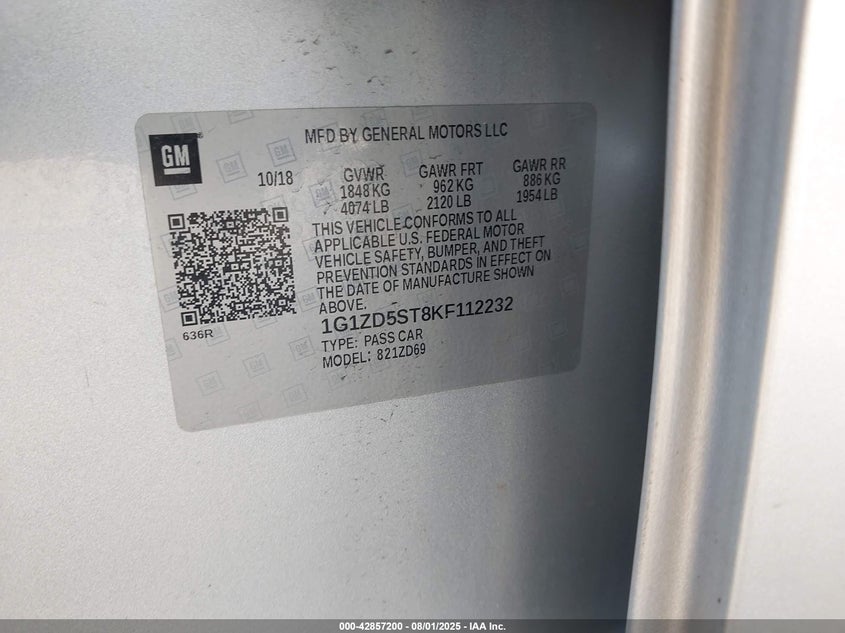 GM
MFD BY GENERAL MOTORS LLC
10/18
GVWR
1848 KG
4074 LB
GAWR FRT
962 KG
2120 LB
GAWR RR
886 KG
1954 LB
THIS VEHICLE CONFORMS TO ALL
APPLICABLE U.S. FEDERAL MOTOR
VEHICLE SAFETY, BUMPER, AND THEFT
PREVENTION STANDARDS IN EFFECT ON
THE DATE OF MANUFACTURE SHOWN
ABOVE.
636R
1G1ZD5ST8KF112232
TYPE: PASS CAR
MODEL: 821ZD69
000-42857200 - 08/01/2025 - IAA Inc.